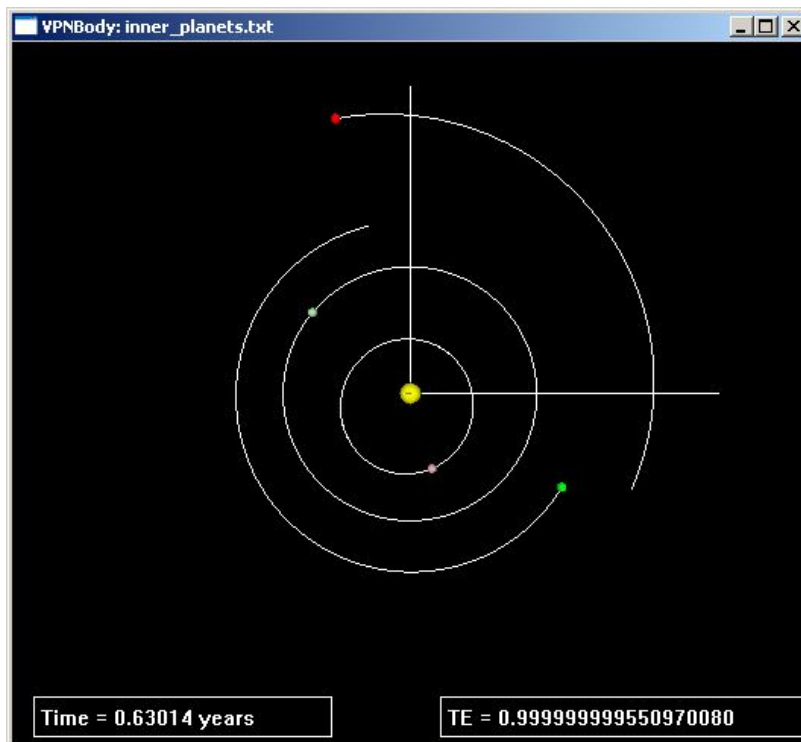 VPNBody: inner_planets.txt
Time = 0.63014 years
TE = 0.999999999550970080